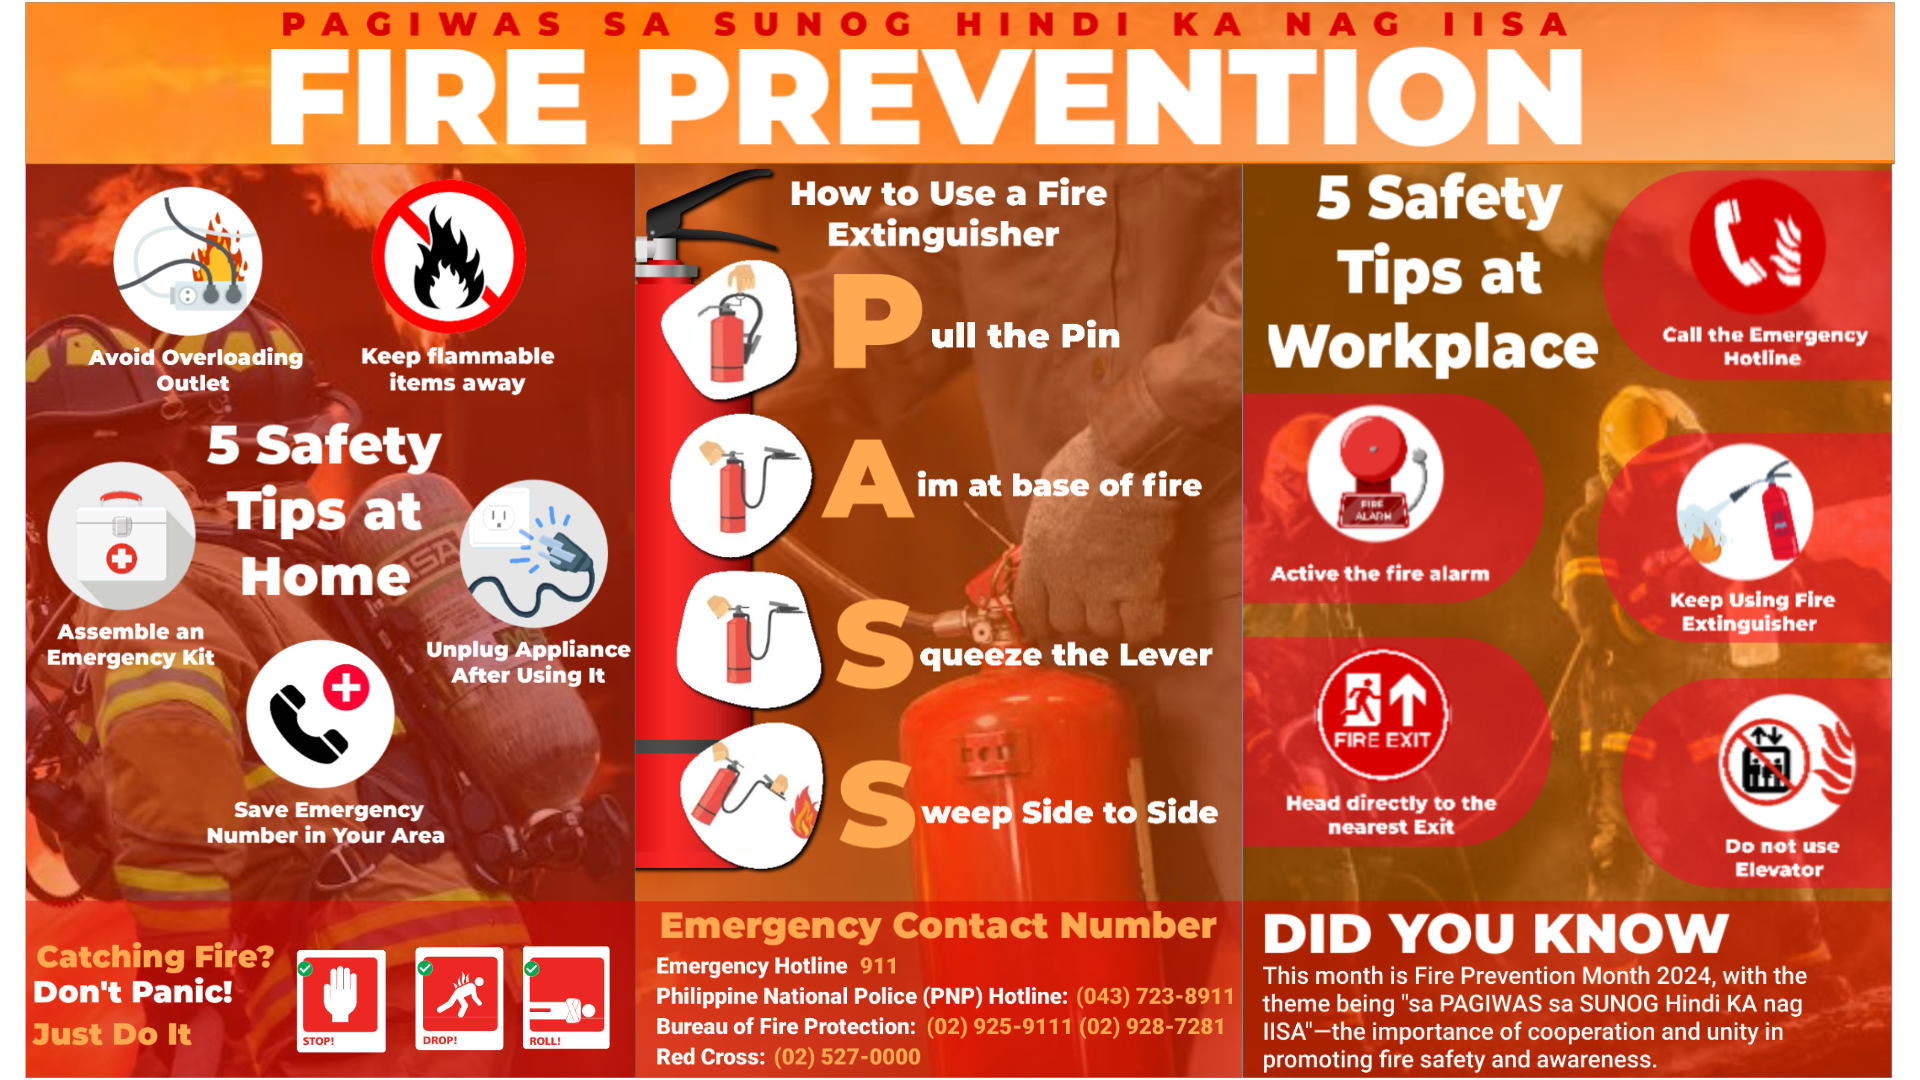 PAGIWAS SA SUNOG HINDI KA NAG IISA
FIRE PREVENTION
Avoid Overloading
Outlet
Keep flammable
items away
5 Safety
Tips at
Home
Assemble an
Emergency Kit
Unplug Appliance
After Using It
Save Emergency
Number in Your Area
Catching Fire?
Don't Panic!
Just Do It
STOP!
DROP!
ROLL!
How to Use a Fire
Extinguisher
Pull the Pin
Aim at base of fire
Squeeze the Lever
Sweep Side to Side
Emergency Contact Number
Emergency Hotline 911
Philippine National Police (PNP) Hotline: (043) 723-8911
Bureau of Fire Protection: (02) 925-9111 (02) 928-7281
Red Cross: (02) 527-0000
5 Safety
Tips at
Workplace
Call the Emergency
Hotline
FIRE
ALARM
Active the fire alarm
Keep Using Fire
Extinguisher
FIRE EXIT
Head directly to the
nearest Exit
Do not use
Elevator
DID YOU KNOW
This month is Fire Prevention Month 2024, with the
theme being "sa PAGIWAS sa SUNOG Hindi KA nag
IISA"—the importance of cooperation and unity in
promoting fire safety and awareness.